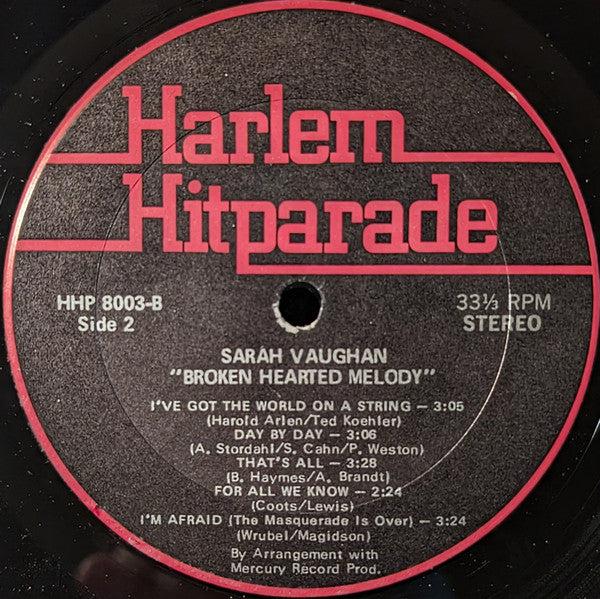 Harlem
Hitparade
HHP 8003-B
Side 2
33⅓ RPM
STEREO
SARAH VAUGHAN
"BROKEN HEARTED MELODY"
I'VE GOT THE WORLD ON A STRING — 3:05
(Harold Arlen/Ted Koehler)
DAY BY DAY — 3:06
(A. Stordahl/S. Cahn/P. Weston)
THAT'S ALL — 3:28
(B. Haymes/A. Brandt)
FOR ALL WE KNOW — 2:24
(Coots/Lewis)
I'M AFRAID (The Masquerade Is Over) — 3:24
(Wrubel/Magidson)
By Arrangement with
Mercury Record Prod.